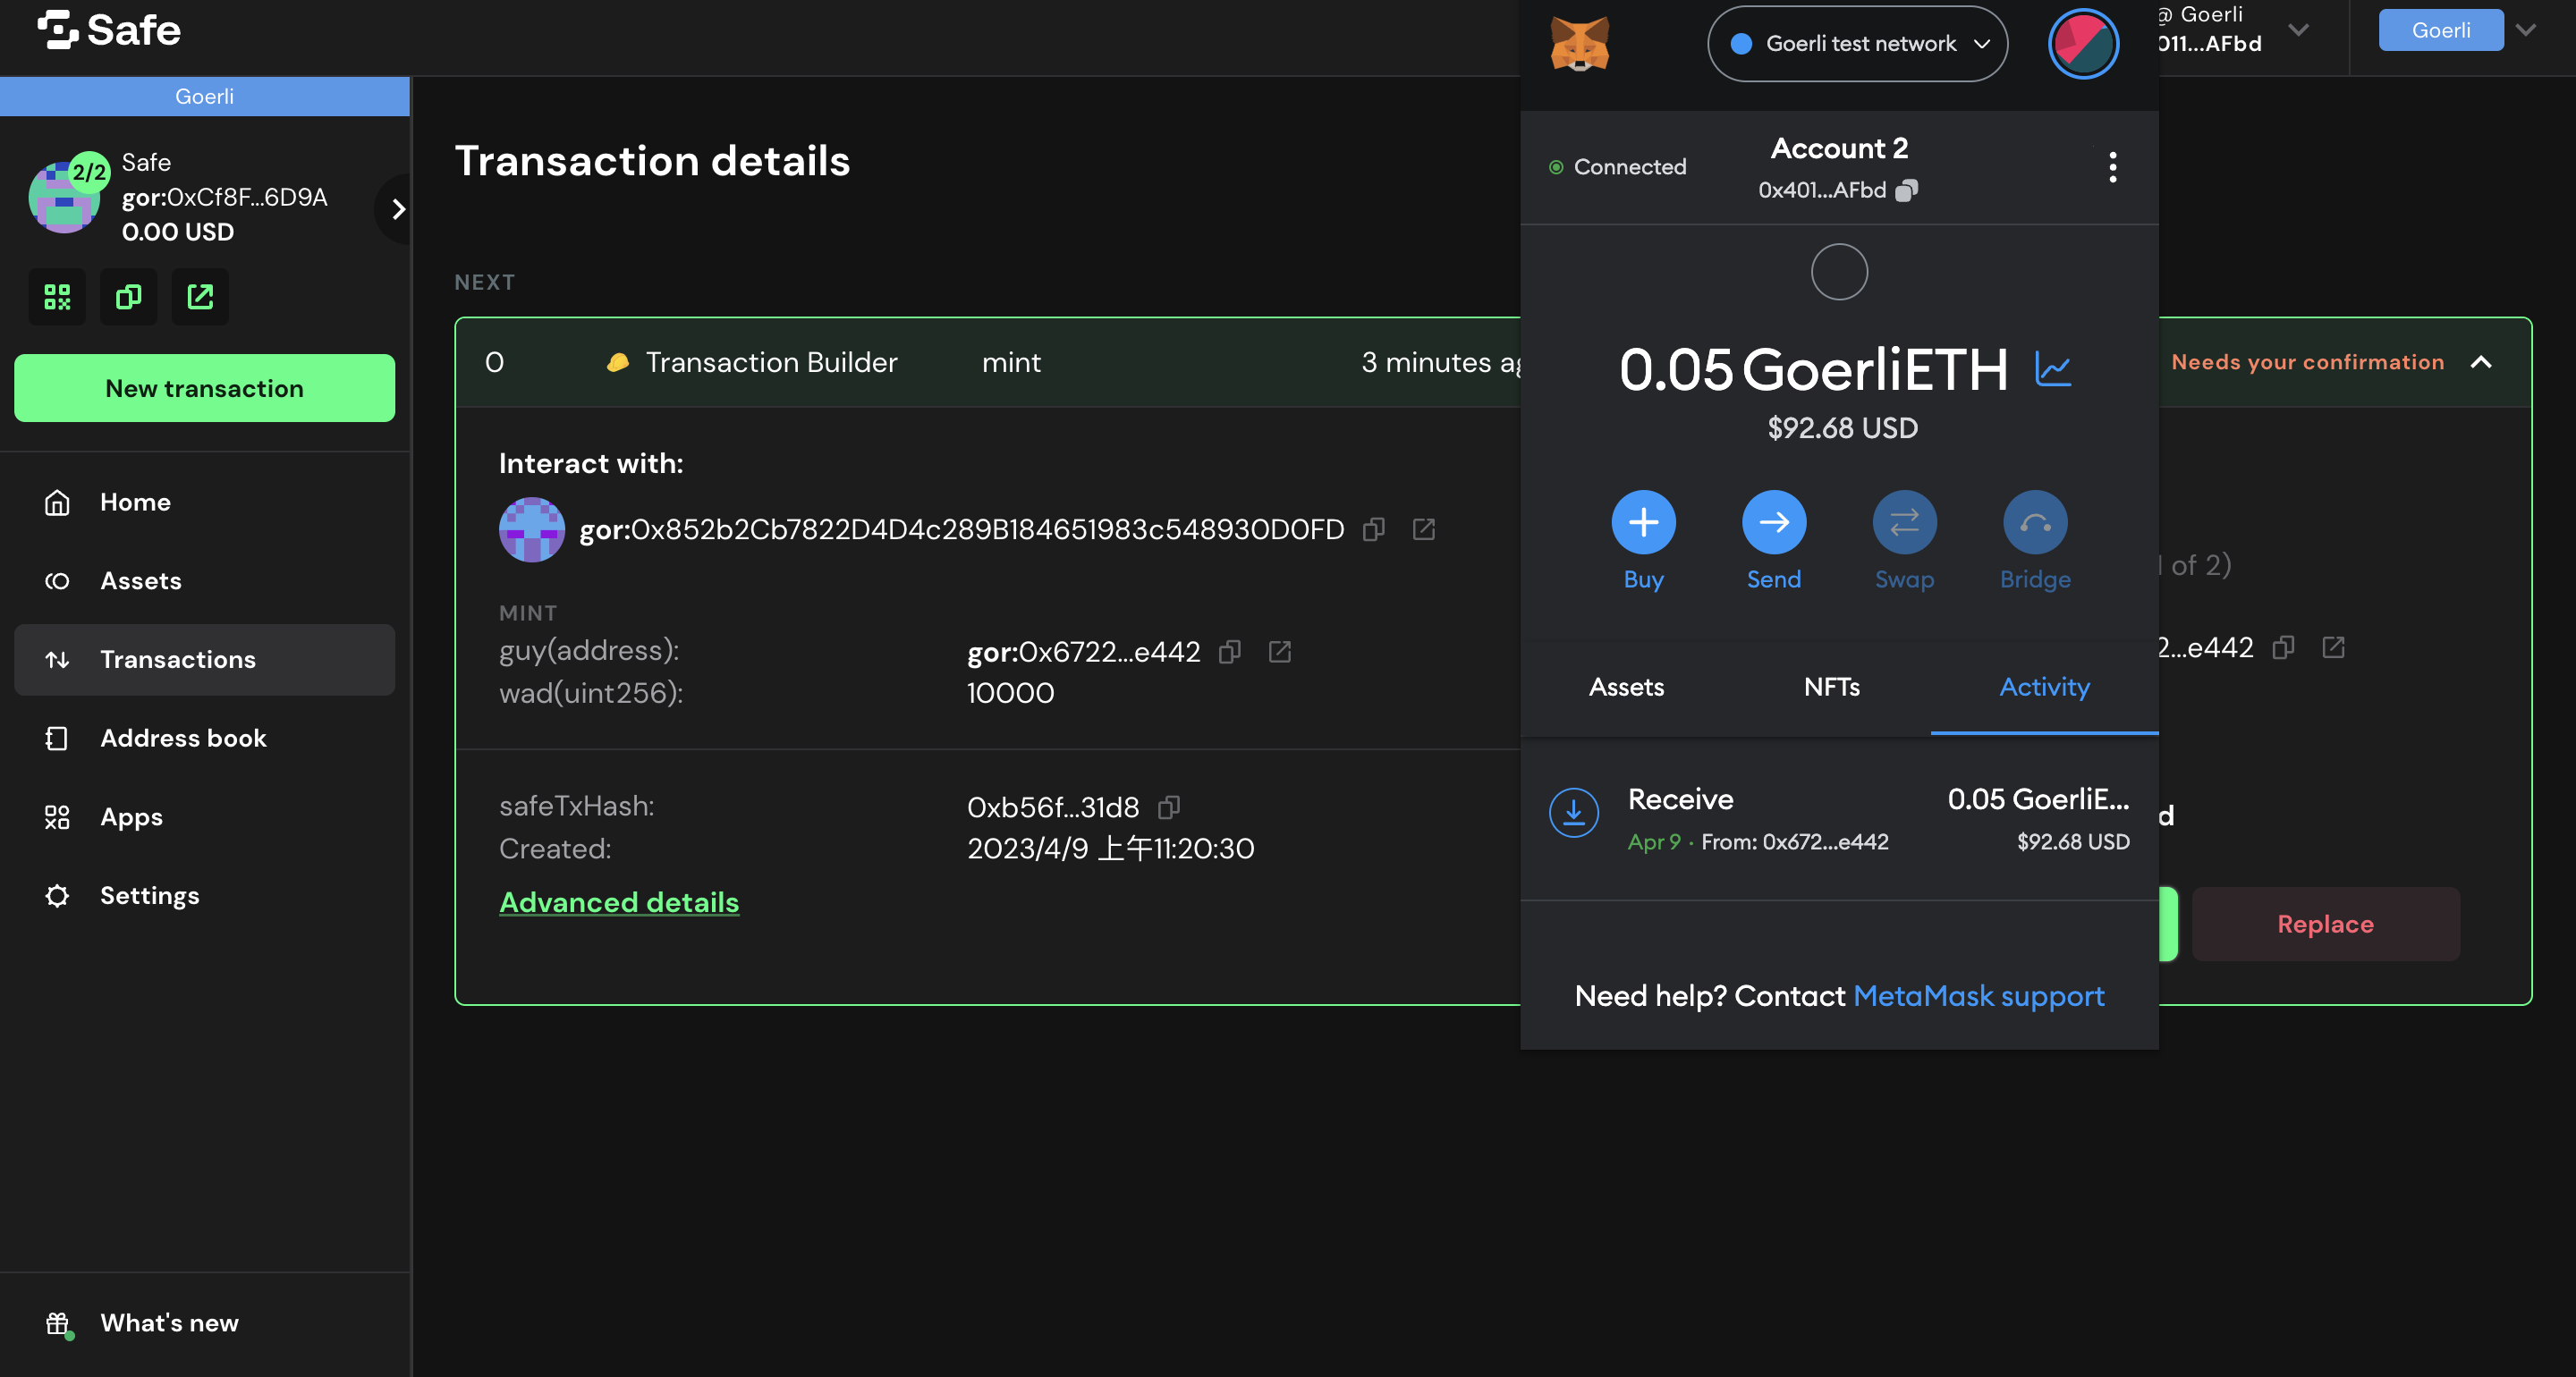 Safe
Goerli
2/2
Safe
gor:0xCf8F...6D9A
0.00 USD
New transaction
Home
Assets
Transactions
Address book
Apps
Settings
What's new
Transaction details
NEXT
0 Transaction Builder mint 3 minutes ag
Needs your confirmation
Interact with:
gor:0x852b2Cb7822D4D4c289B184651983c548930D0FD
MINT
guy(address): gor:0x6722...e442
wad(uint256): 10000
safeTxHash: 0xb56f...31d8
Created: 2023/4/9 上午11:20:30
Advanced details
Goerli test network
Connected
Account 2
0x401...AFbd
0.05 GoerliETH
$92.68 USD
Buy Send Swap Bridge
Assets NFTs Activity
Receive 0.05 GoerliE...
Apr 9 · From: 0x672...e442 $92.68 USD
Need help? Contact MetaMask support
@ Goerli
011...AFbd
Goerli
of 2)
2...e442
d
Replace